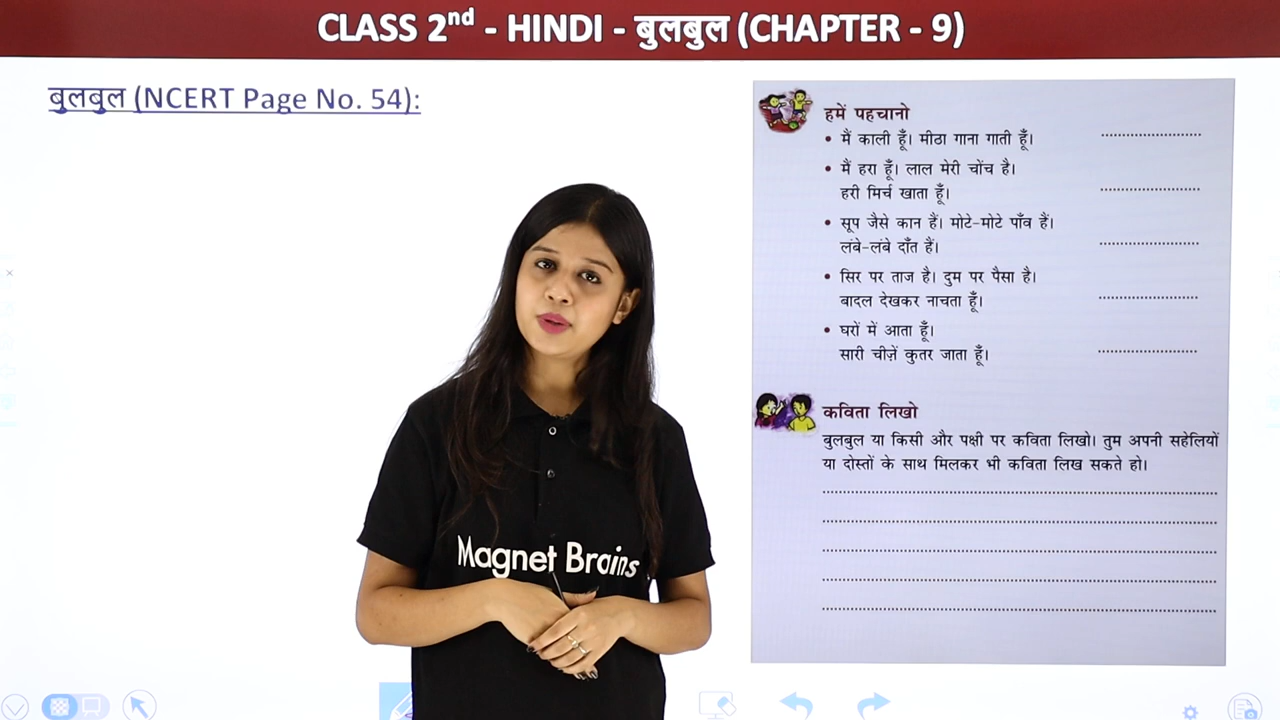 CLASS 2nd - HINDI - बुलबुल (CHAPTER - 9)
बुलबुल (NCERT Page No. 54):
हमें पहचानो
• मैं काली हूँ। मीठा गाना गाती हूँ। ....................
• मैं हरा हूँ। लाल मेरी चोंच है।
हरी मिर्च खाता हूँ। ....................
• सूप जैसे कान हैं। मोटे-मोटे पाँव हैं।
लंबे-लंबे दाँत हैं। ....................
• सिर पर ताज है। दुम पर पैसा है।
बादल देखकर नाचता हूँ। ....................
• घरों में आता हूँ।
सारी चीज़ें कुतर जाता हूँ। ....................
कविता लिखो
बुलबुल या किसी और पक्षी पर कविता लिखो। तुम अपनी सहेलियों
या दोस्तों के साथ मिलकर भी कविता लिख सकते हो।
Magnet Brains